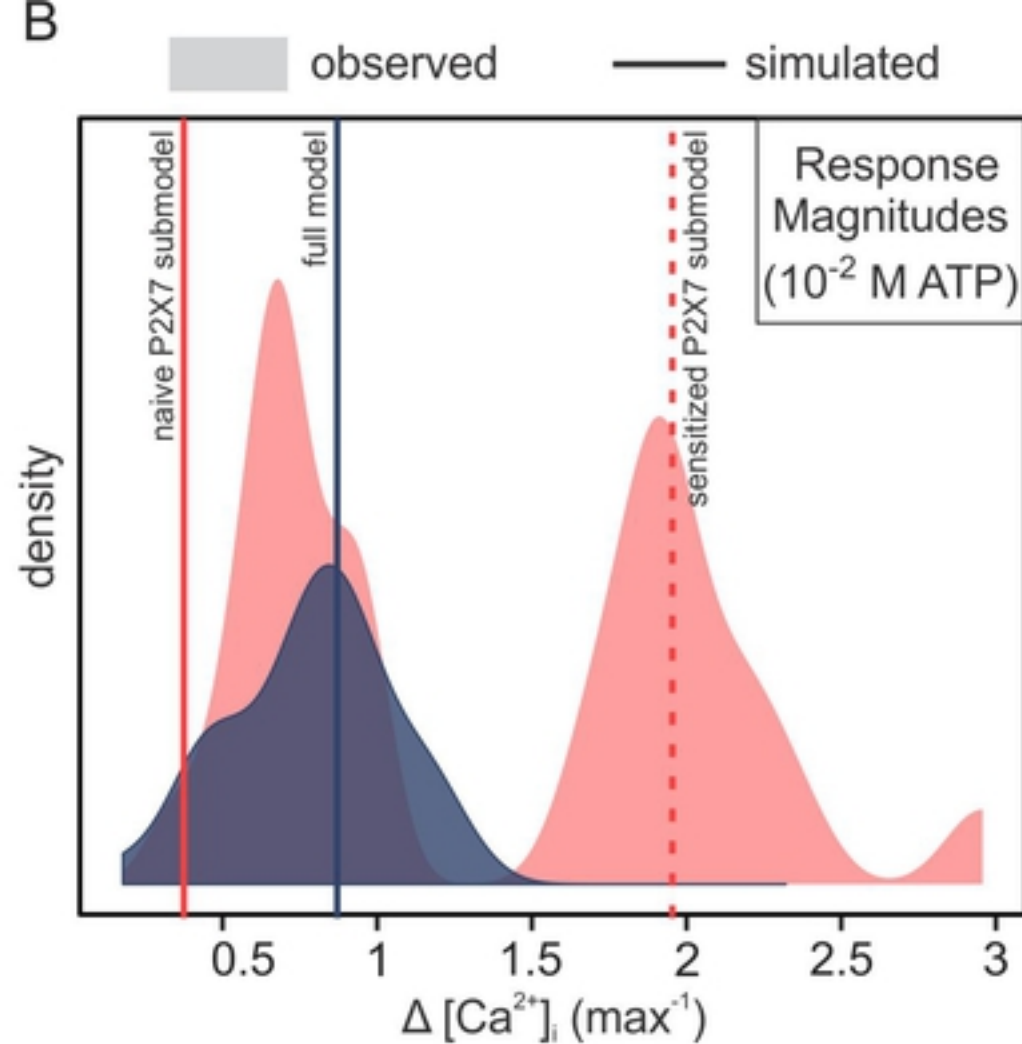 B
observed
simulated
naive P2X7 submodel
full model
sensitized P2X7 submodel
Response
Magnitudes
(10⁻² M ATP)
density
0.5 1 1.5 2 2.5 3
Δ [Ca²⁺]ᵢ (max⁻¹)